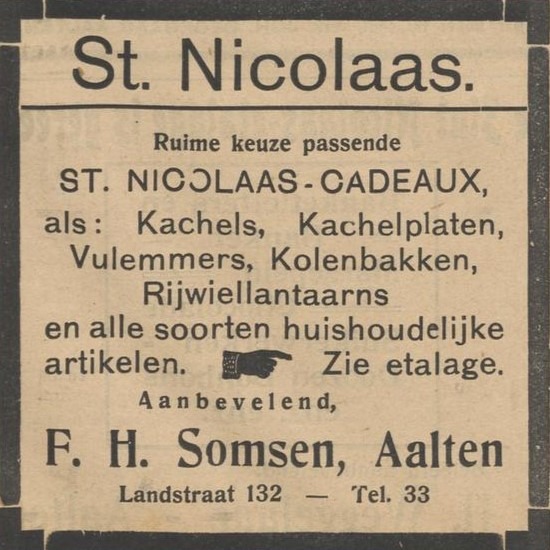 St. Nicolaas.
Ruime keuze passende
ST. NICOLAAS-CADEAUX,
als: Kachels, Kachelplaten,
Vulemmers, Kolenbakken,
Rijwiellantaarns
en alle soorten huishoudelijke
artikelen. Zie etalage.
Aanbevelend,
F. H. Somsen, Aalten
Landstraat 132 — Tel. 33